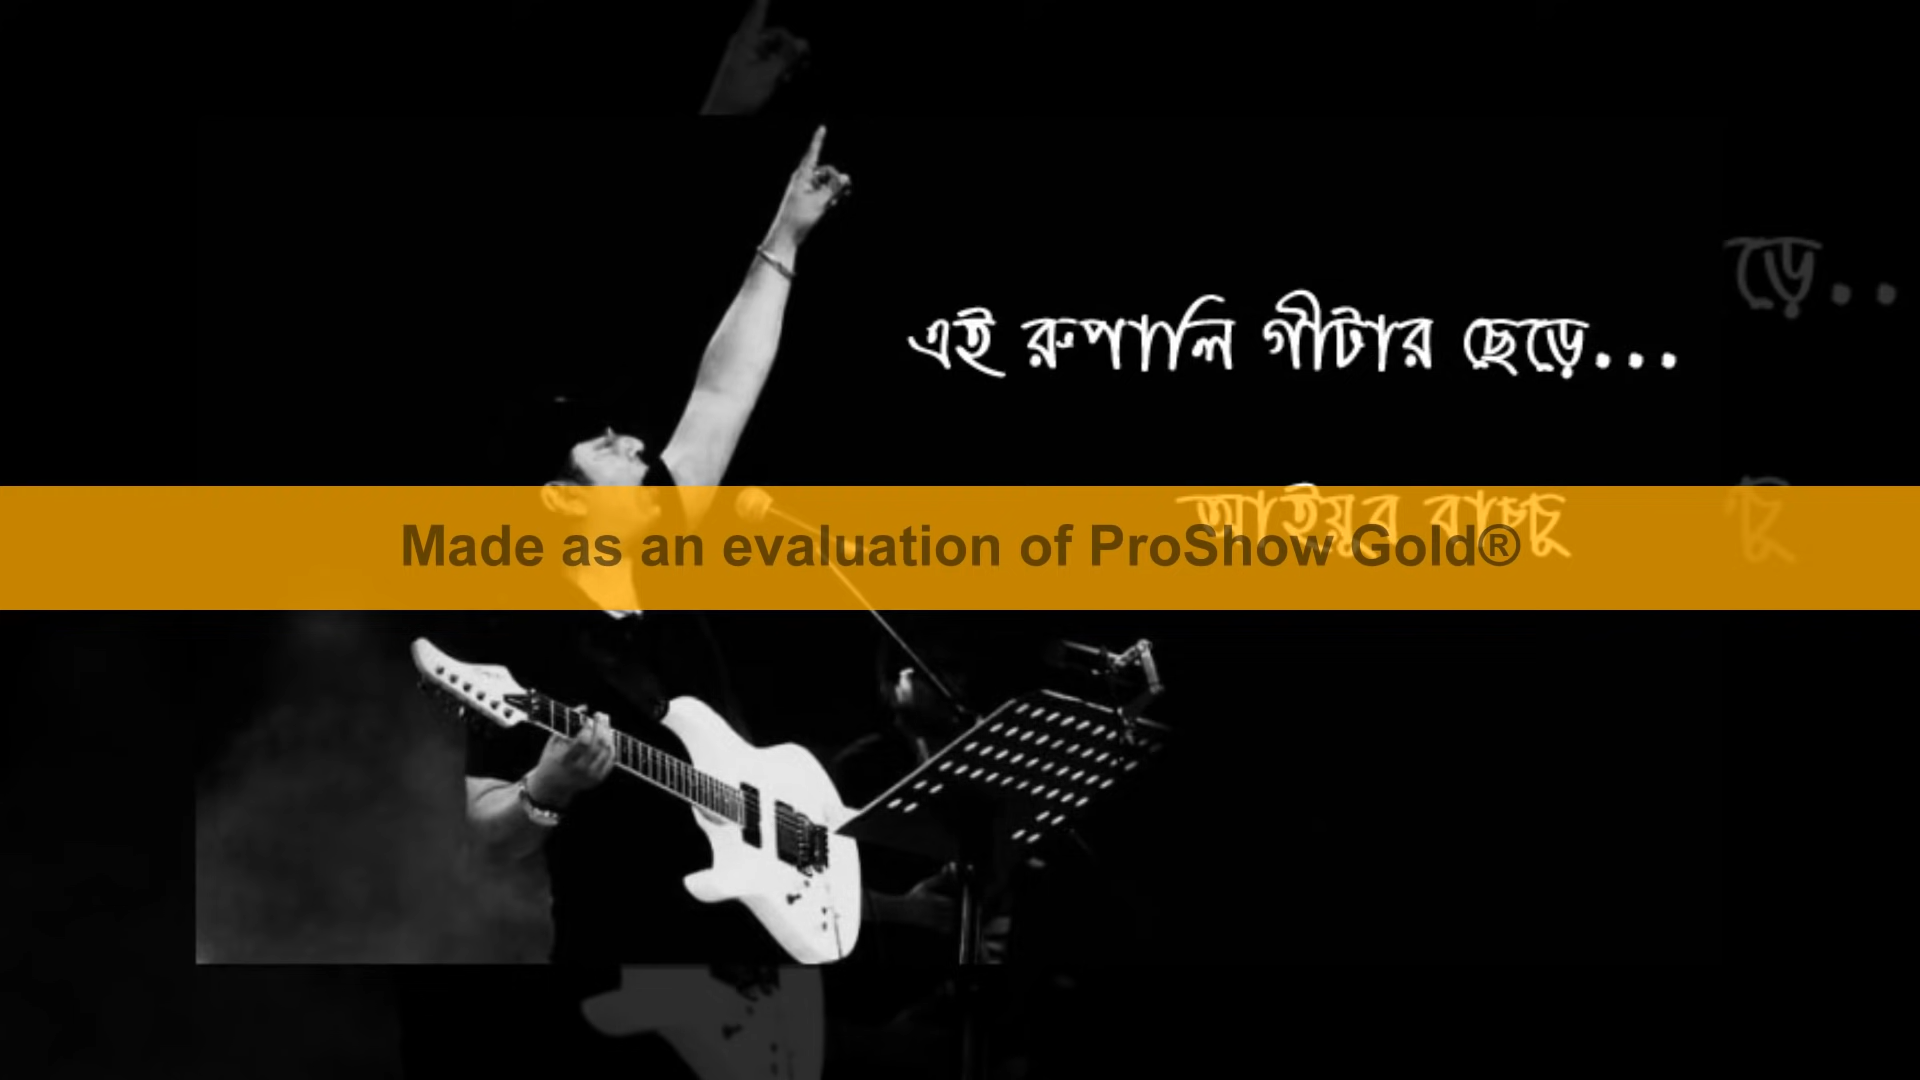 এই রুপালি গীটার ছেড়ে...
আইয়ুব বাচ্চু
Made as an evaluation of ProShow Gold®